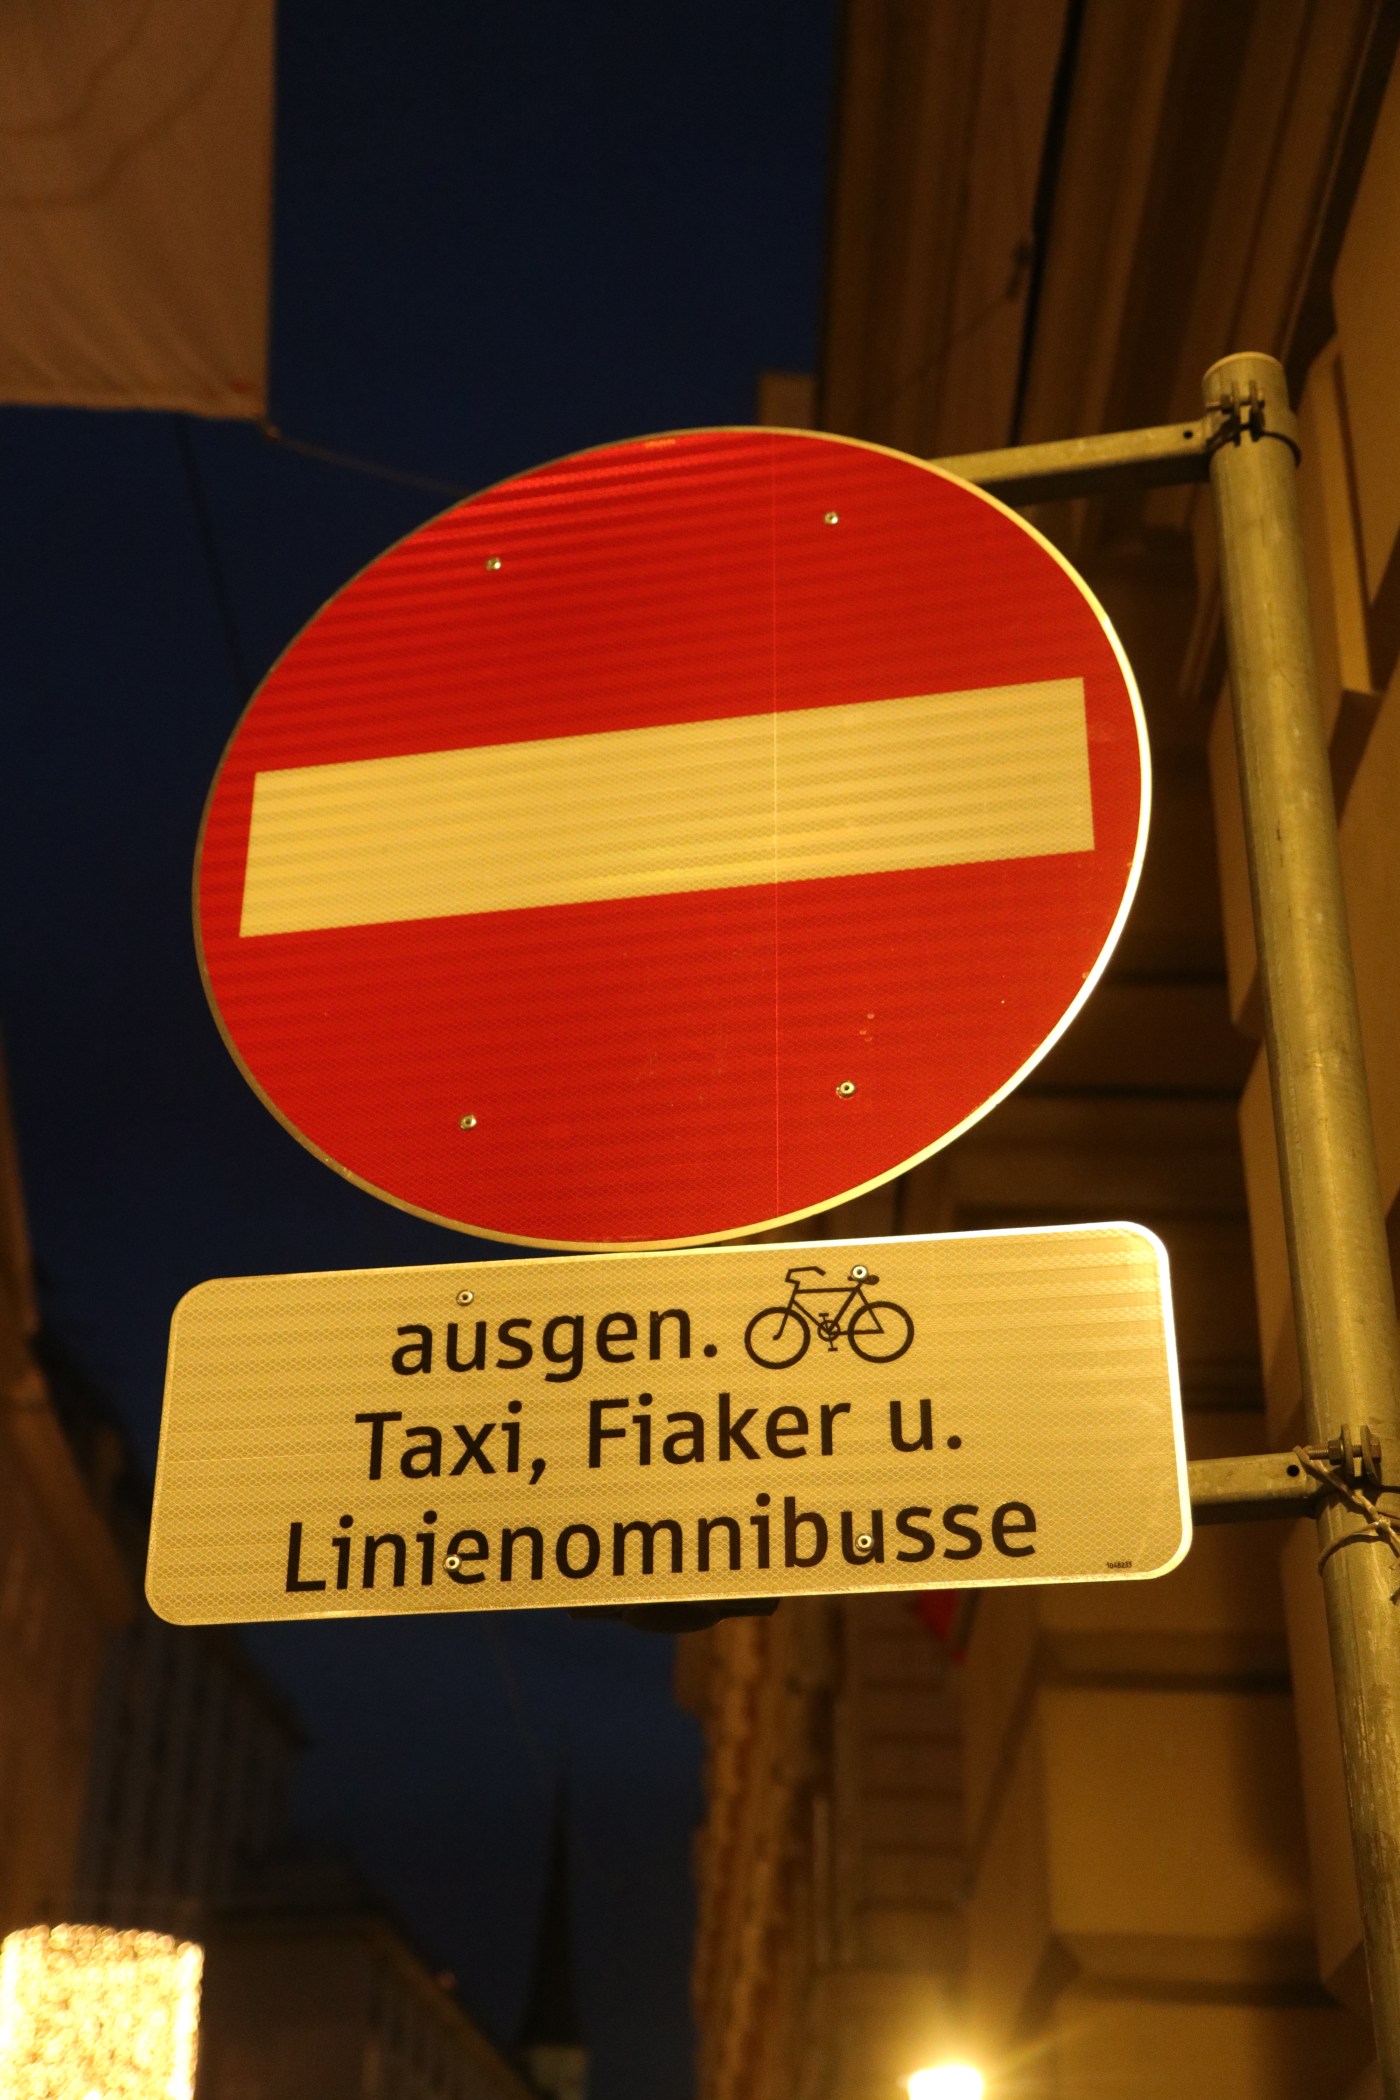 ausgen.
Taxi, Fiaker u.
Linienomnibusse